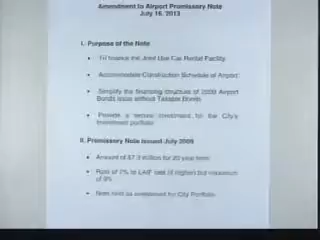 Amendment to Airport Promissory Note
July 16, 2013
I. Purpose of the Note
• To finance the Joint Use Car Rental Facility
• Accommodate Construction Schedule of Airport
• Simplify the financing structure of 2009 Airport
Bonds issue without Taxable Bonds
• Provide a secure investment for the City's
investment portfolio
II. Promissory Note issued July 2009
• Amount of $7.3 million for 20 year term
• Rate of 7% to LAIF rate (if higher) but maximum
of 9%
• Note held as investment for City Portfolio